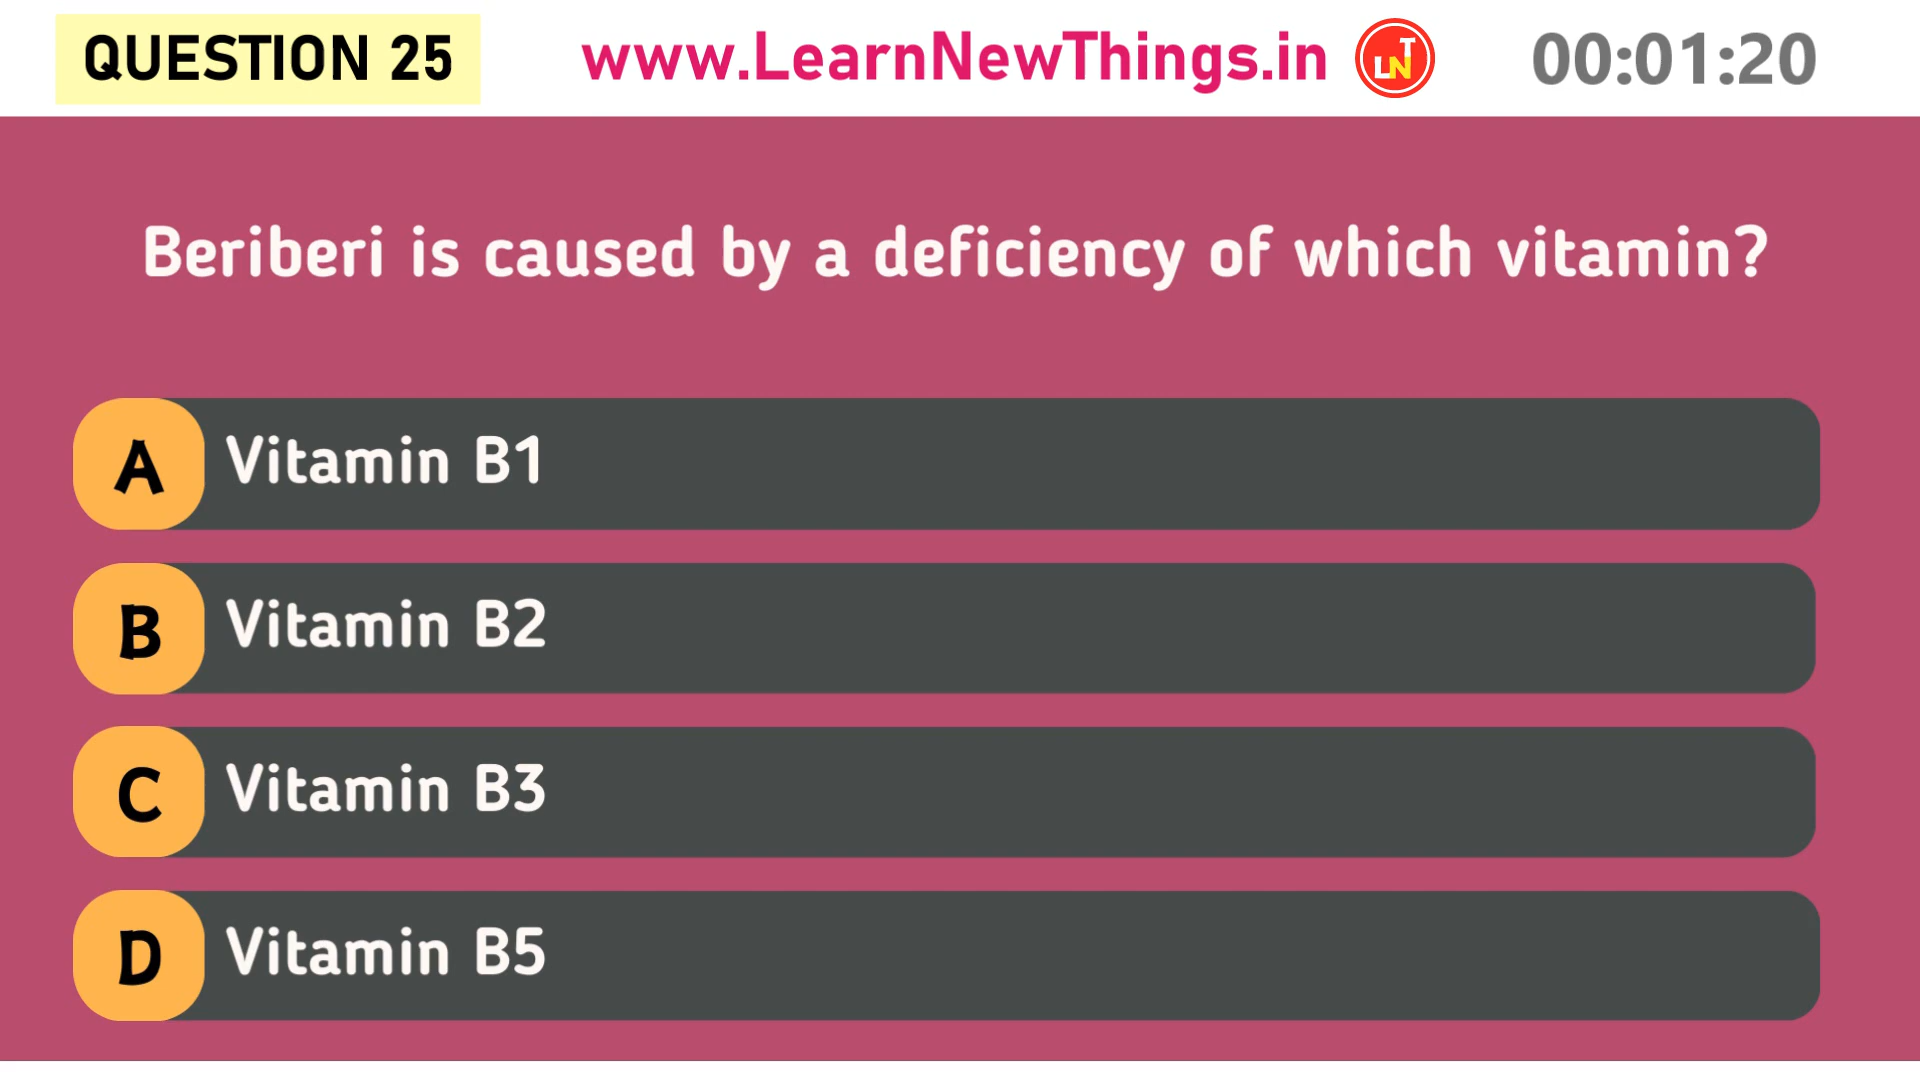 QUESTION 25
www.LearnNewThings.in
LNT
00:01:20
Beriberi is caused by a deficiency of which vitamin?
A Vitamin B1
B Vitamin B2
C Vitamin B3
D Vitamin B5